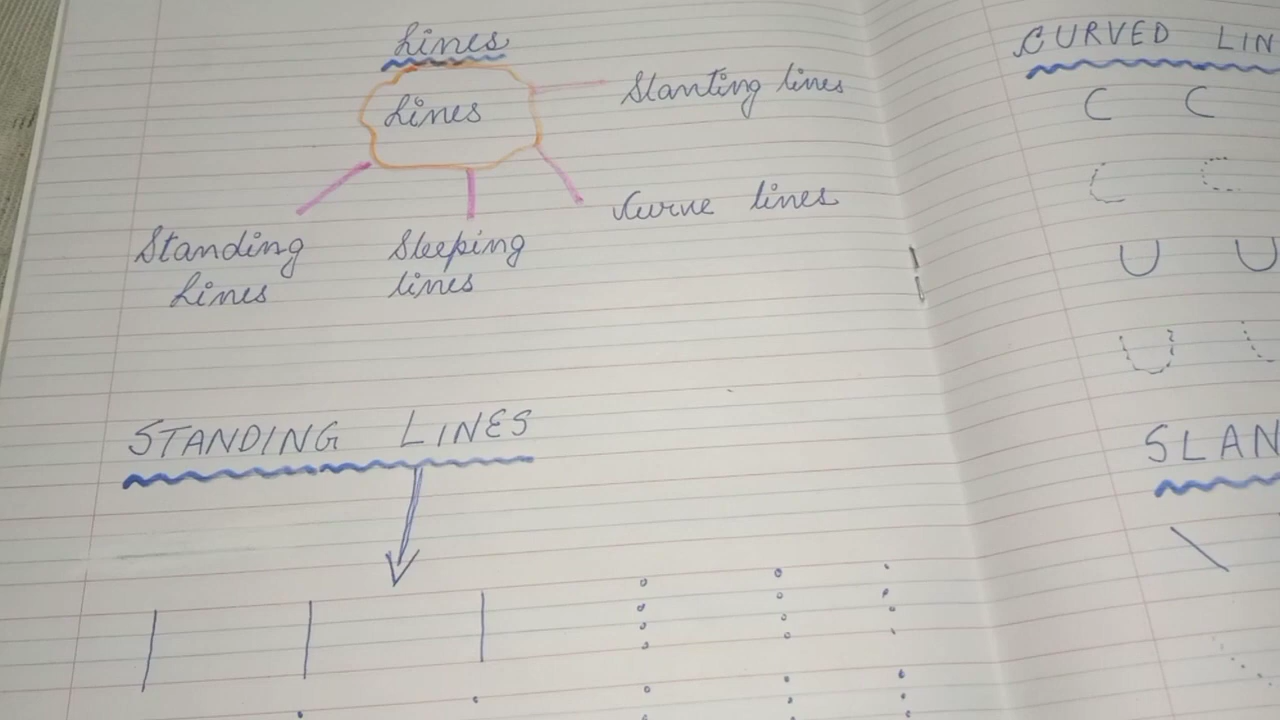 Lines
Lines
Slanting lines
Curve lines
Standing
Lines
Sleeping
lines
STANDING LINES
CURVED LIN
SLAN